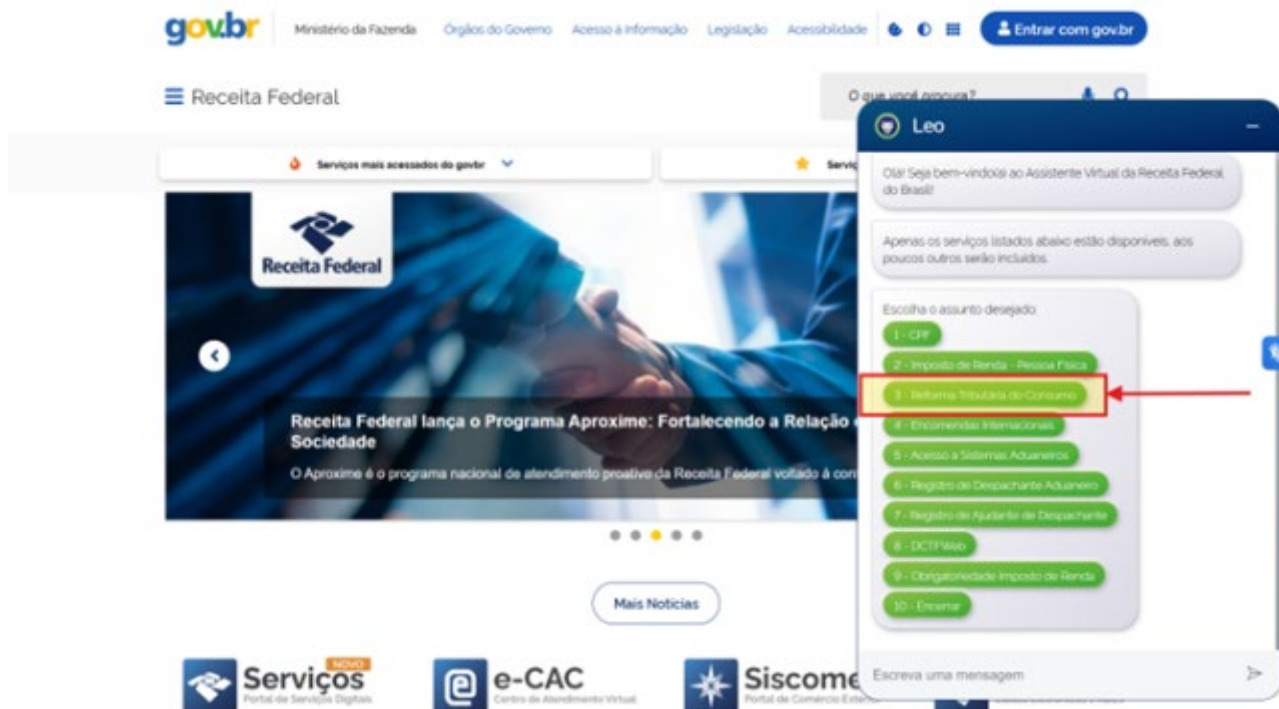 gov.br
Ministério da Fazenda
Órgãos do Governo
Acesso à Informação
Legislação
Acessibilidade
Entrar com gov.br
Receita Federal
O que você procura?
Serviços mais acessados do govbr
Serviç
Receita Federal
Receita Federal lança o Programa Aproxime: Fortalecendo a Relação
Sociedade
O Aproxime é o programa nacional de atendimento proativo da Receita Federal voltado à con
Mais Notícias
NOVO
Serviços
Portal de Serviços Digitais
e-CAC
Centro de Atendimento Virtual
Siscome
Portal de Comércio Exterior
Leo
Olá! Seja bem-vindo(a) ao Assistente Virtual da Receita Federal
do Brasil!
Apenas os serviços listados abaixo estão disponíveis, aos
poucos outros serão incluídos.
Escolha o assunto desejado:
1 - CPF
2 - Imposto de Renda - Pessoa Física
3 - Reforma Tributária do Consumo
4 - Encomendas Internacionais
5 - Acesso a Sistemas Aduaneiros
6 - Registro de Despachante Aduaneiro
7 - Registro de Ajudante de Despachante
8 - DCTFWeb
9 - Obrigatoriedade Imposto de Renda
10 - Encerrar
Escreva uma mensagem